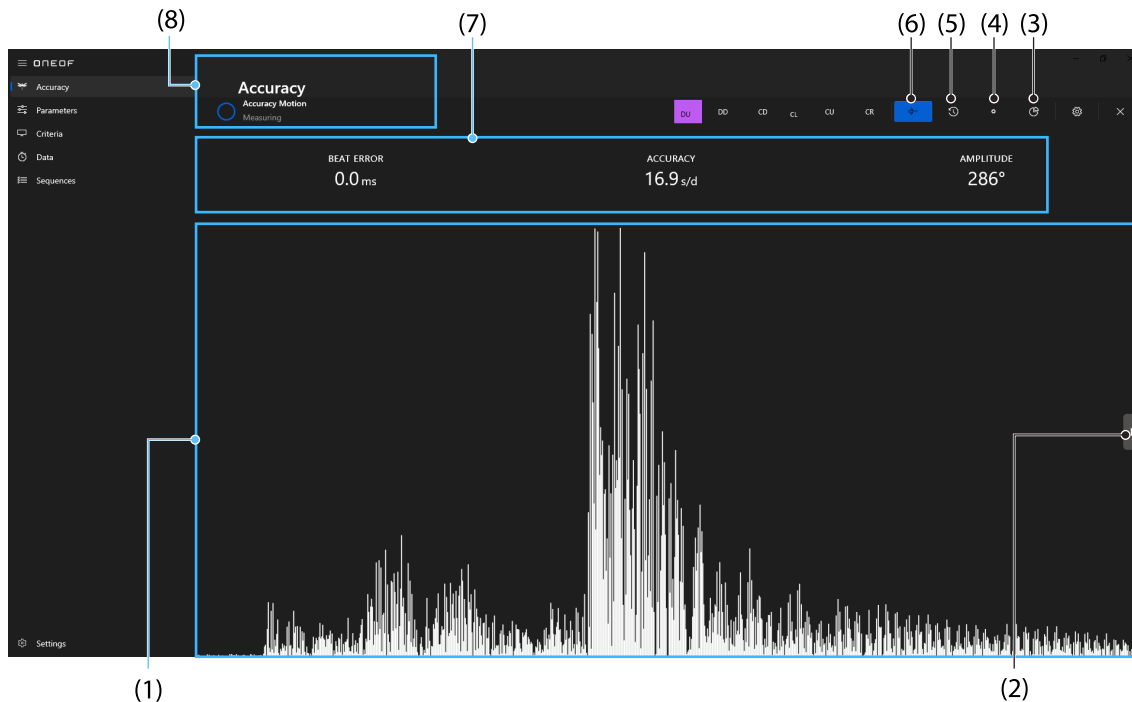 (8) (6) (5) (4) (3)
ONEOF
Accuracy
Accuracy
Accuracy Motion
Measuring
DU DD CD CL CU CR
Parameters
Criteria
Data
Sequences
(7)
BEAT ERROR ACCURACY AMPLITUDE
0.0 ms 16.9 s/d 286°
Settings
(1) (2)